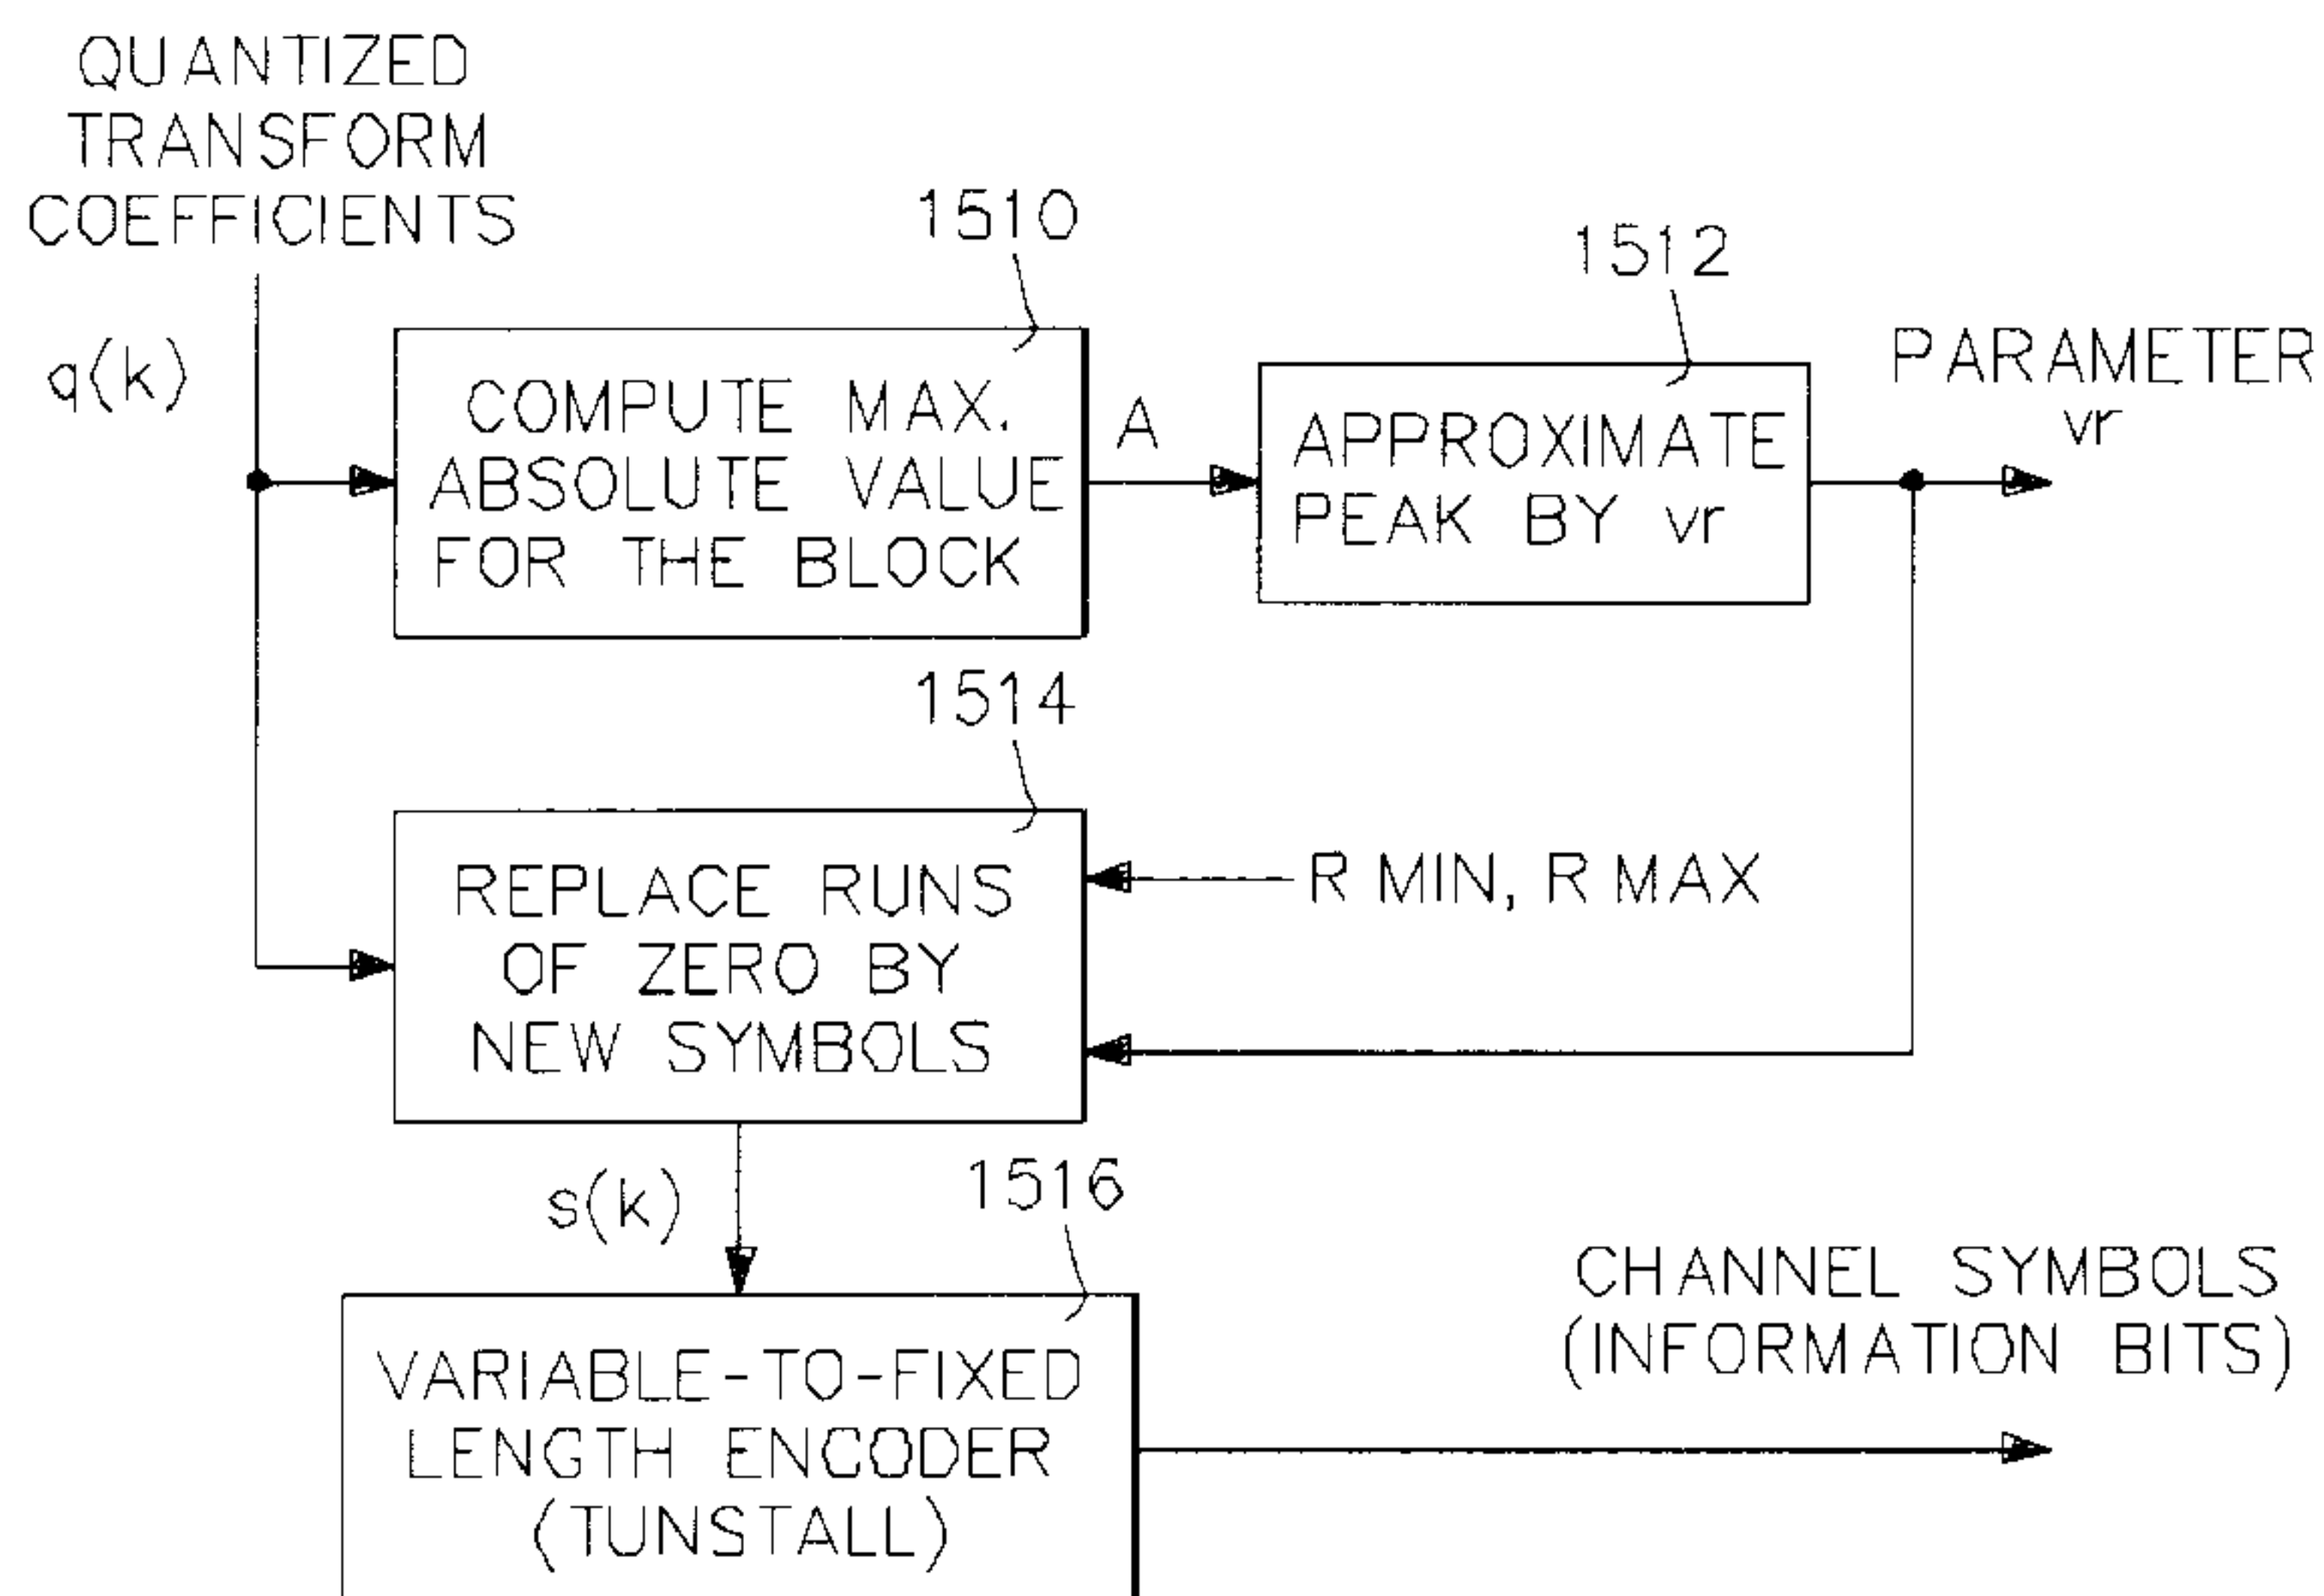 QUANTIZED
TRANSFORM
COEFFICIENTS
q(k)
1510
COMPUTE MAX.
ABSOLUTE VALUE
FOR THE BLOCK
A
1512
APPROXIMATE
PEAK BY vr
PARAMETER
vr
1514
REPLACE RUNS
OF ZERO BY
NEW SYMBOLS
R MIN, R MAX
s(k)
1516
VARIABLE-TO-FIXED
LENGTH ENCODER
(TUNSTALL)
CHANNEL SYMBOLS
(INFORMATION BITS)